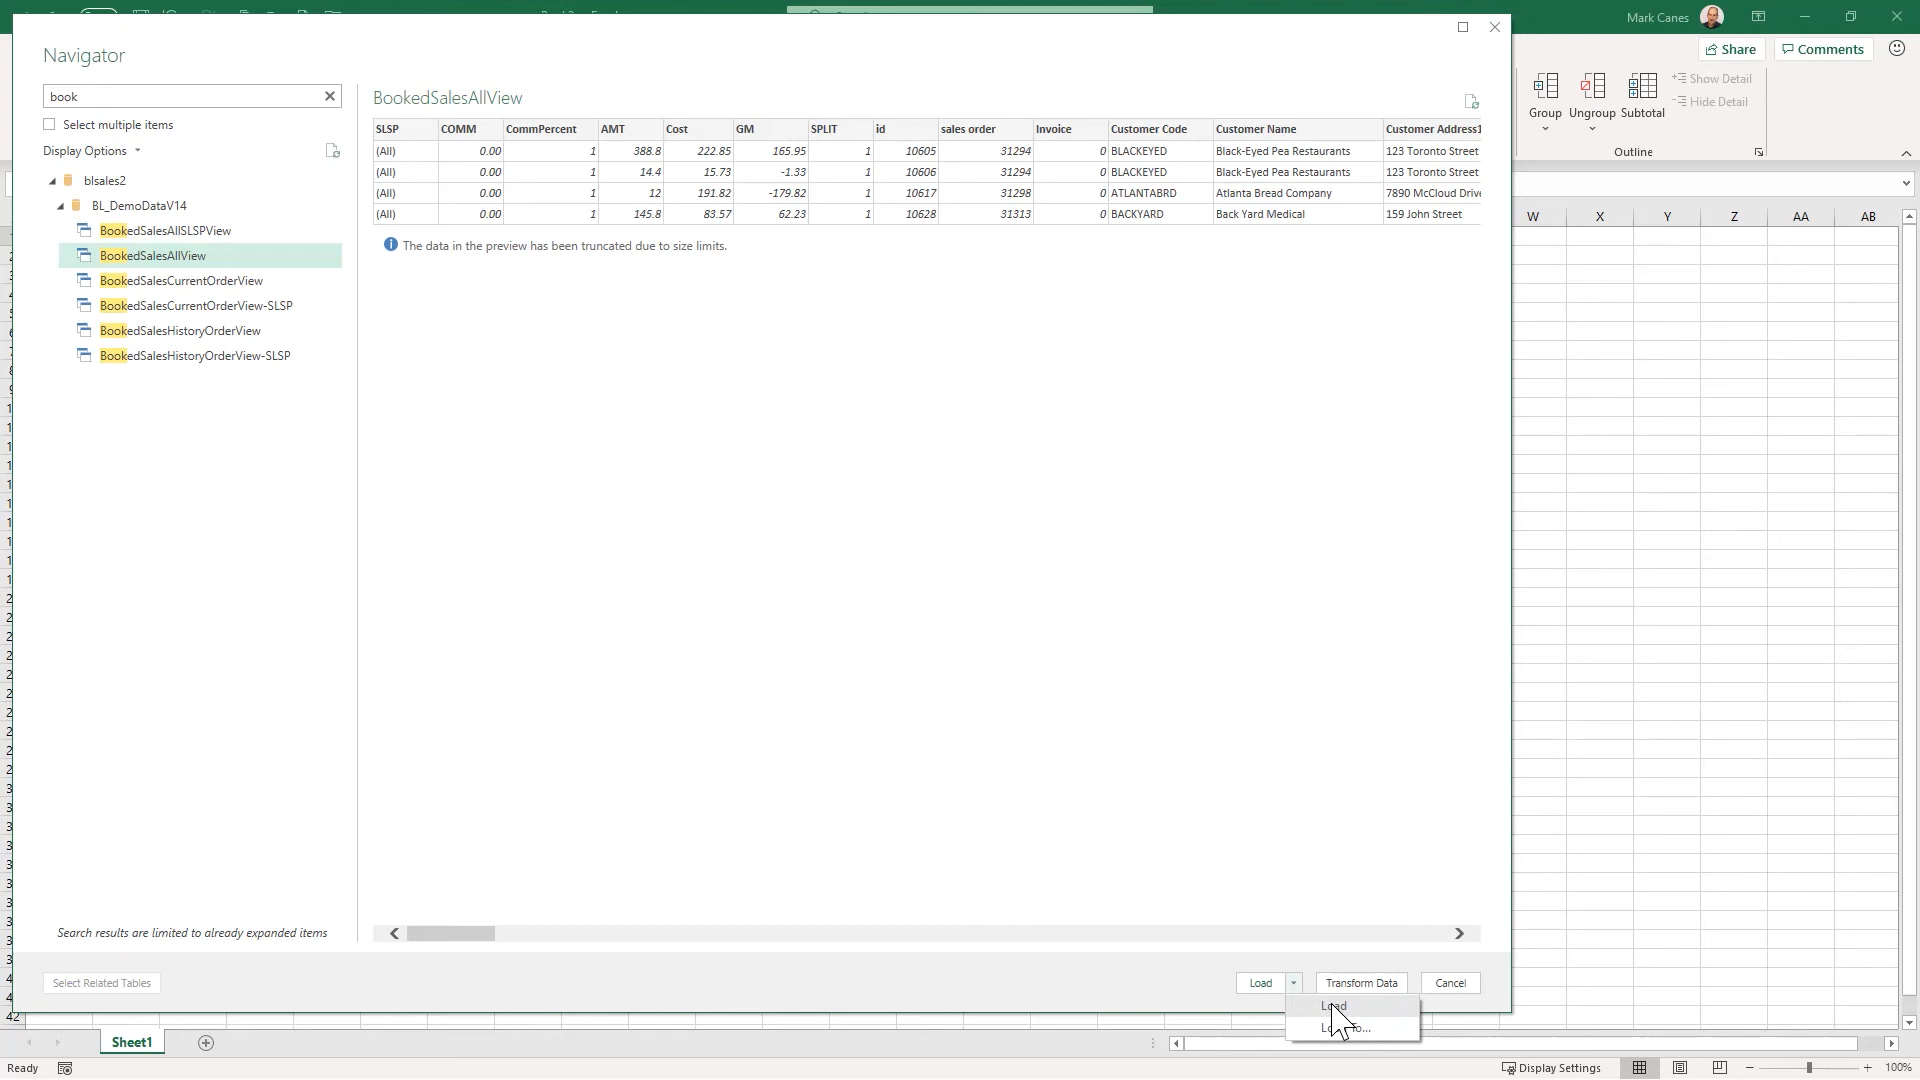 Mark Canes
Navigator
Share
Comments
book
Select multiple items
Display Options
blsales2
BL_DemoDataV14
BookedSalesAllSLSPView
BookedSalesAllView
BookedSalesCurrentOrderView
BookedSalesCurrentOrderView-SLSP
BookedSalesHistoryOrderView
BookedSalesHistoryOrderView-SLSP
BookedSalesAllView
SLSP COMM CommPercent AMT Cost GM SPLIT id sales order Invoice Customer Code Customer Name Customer Address1
(All) 0.00 1 388.8 222.85 165.95 1 10605 31294 0 BLACKEYED Black-Eyed Pea Restaurants 123 Toronto Street
(All) 0.00 1 14.4 15.73 -1.33 1 10606 31294 0 BLACKEYED Black-Eyed Pea Restaurants 123 Toronto Street
(All) 0.00 1 12 191.82 -179.82 1 10617 31298 0 ATLANTABRD Atlanta Bread Company 7890 McCloud Drive
(All) 0.00 1 145.8 83.57 62.23 1 10628 31313 0 BACKYARD Back Yard Medical 159 John Street
The data in the preview has been truncated due to size limits.
Group Ungroup Subtotal
Show Detail
Hide Detail
Outline
W X Y Z AA AB
Search results are limited to already expanded items
Select Related Tables
Load Transform Data Cancel
Load
42
Sheet1
Ready
Display Settings
100%